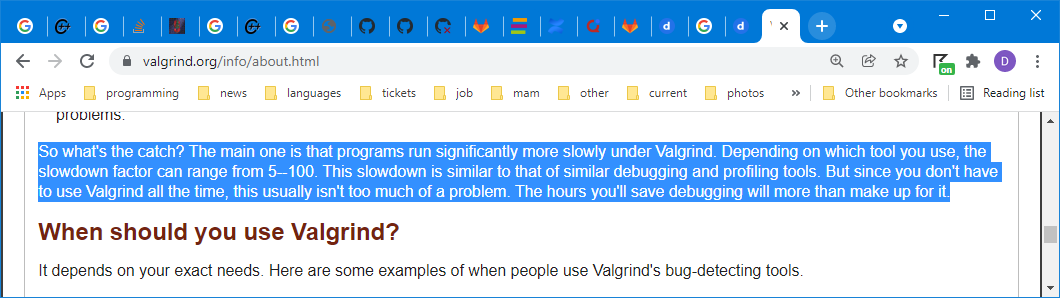 valgrind.org/info/about.html
on
D
Apps programming news languages tickets job mam other current photos » Other bookmarks Reading list
problems.
So what's the catch? The main one is that programs run significantly more slowly under Valgrind. Depending on which tool you use, the
slowdown factor can range from 5–100. This slowdown is similar to that of similar debugging and profiling tools. But since you don't have
to use Valgrind all the time, this usually isn't too much of a problem. The hours you'll save debugging will more than make up for it.
When should you use Valgrind?
It depends on your exact needs. Here are some examples of when people use Valgrind's bug-detecting tools.